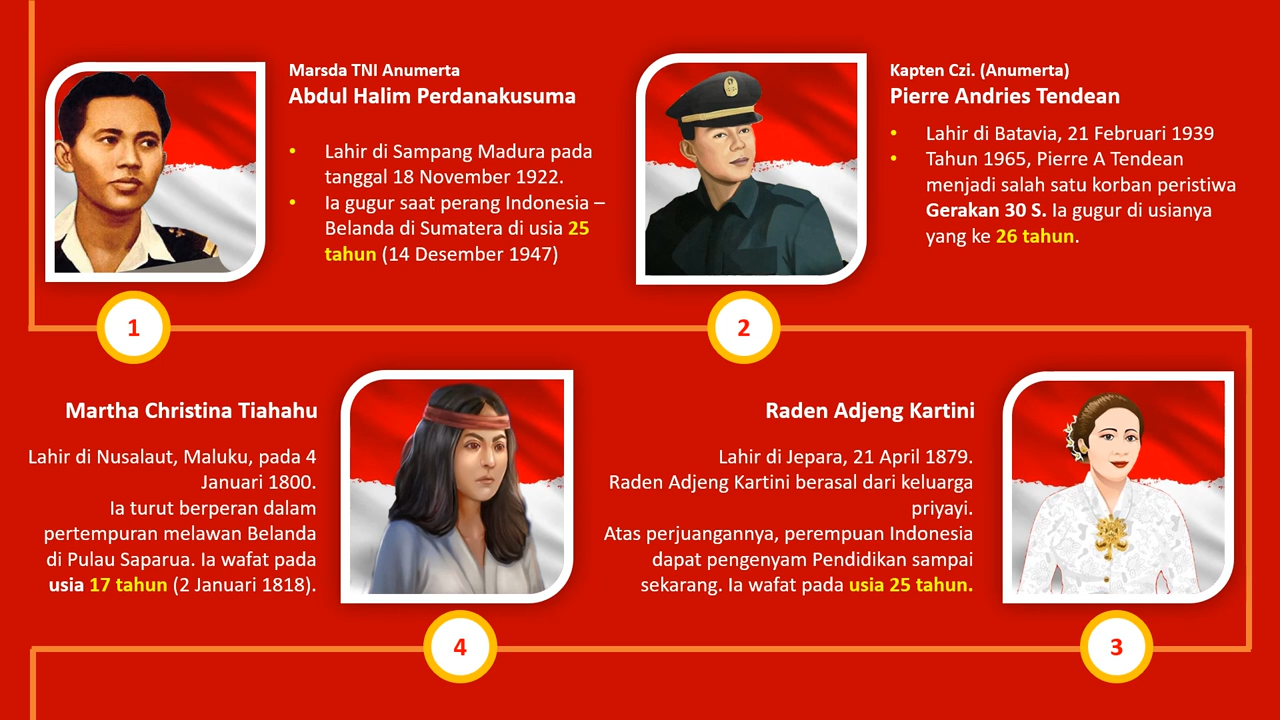 Marsda TNI Anumerta
Abdul Halim Perdanakusuma
• Lahir di Sampang Madura pada
tanggal 18 November 1922.
• Ia gugur saat perang Indonesia –
Belanda di Sumatera di usia 25
tahun (14 Desember 1947)
1
Kapten Czi. (Anumerta)
Pierre Andries Tendean
• Lahir di Batavia, 21 Februari 1939
• Tahun 1965, Pierre A Tendean
menjadi salah satu korban peristiwa
Gerakan 30 S. Ia gugur di usianya
yang ke 26 tahun.
2
Raden Adjeng Kartini
Lahir di Jepara, 21 April 1879.
Raden Adjeng Kartini berasal dari keluarga
priyayi.
Atas perjuangannya, perempuan Indonesia
dapat pengenyam Pendidikan sampai
sekarang. Ia wafat pada usia 25 tahun.
3
Martha Christina Tiahahu
Lahir di Nusalaut, Maluku, pada 4
Januari 1800.
Ia turut berperan dalam
pertempuran melawan Belanda
di Pulau Saparua. Ia wafat pada
usia 17 tahun (2 Januari 1818).
4